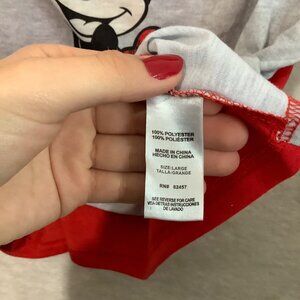 100% POLYESTER
100% POLIÉSTER
MADE IN CHINA
HECHO EN CHINA
SIZE:LARGE
TALLA:GRANDE
RN# 83457
SEE REVERSE FOR CARE
VEA DETRAS INSTRUCCIONES
DE LAVADO